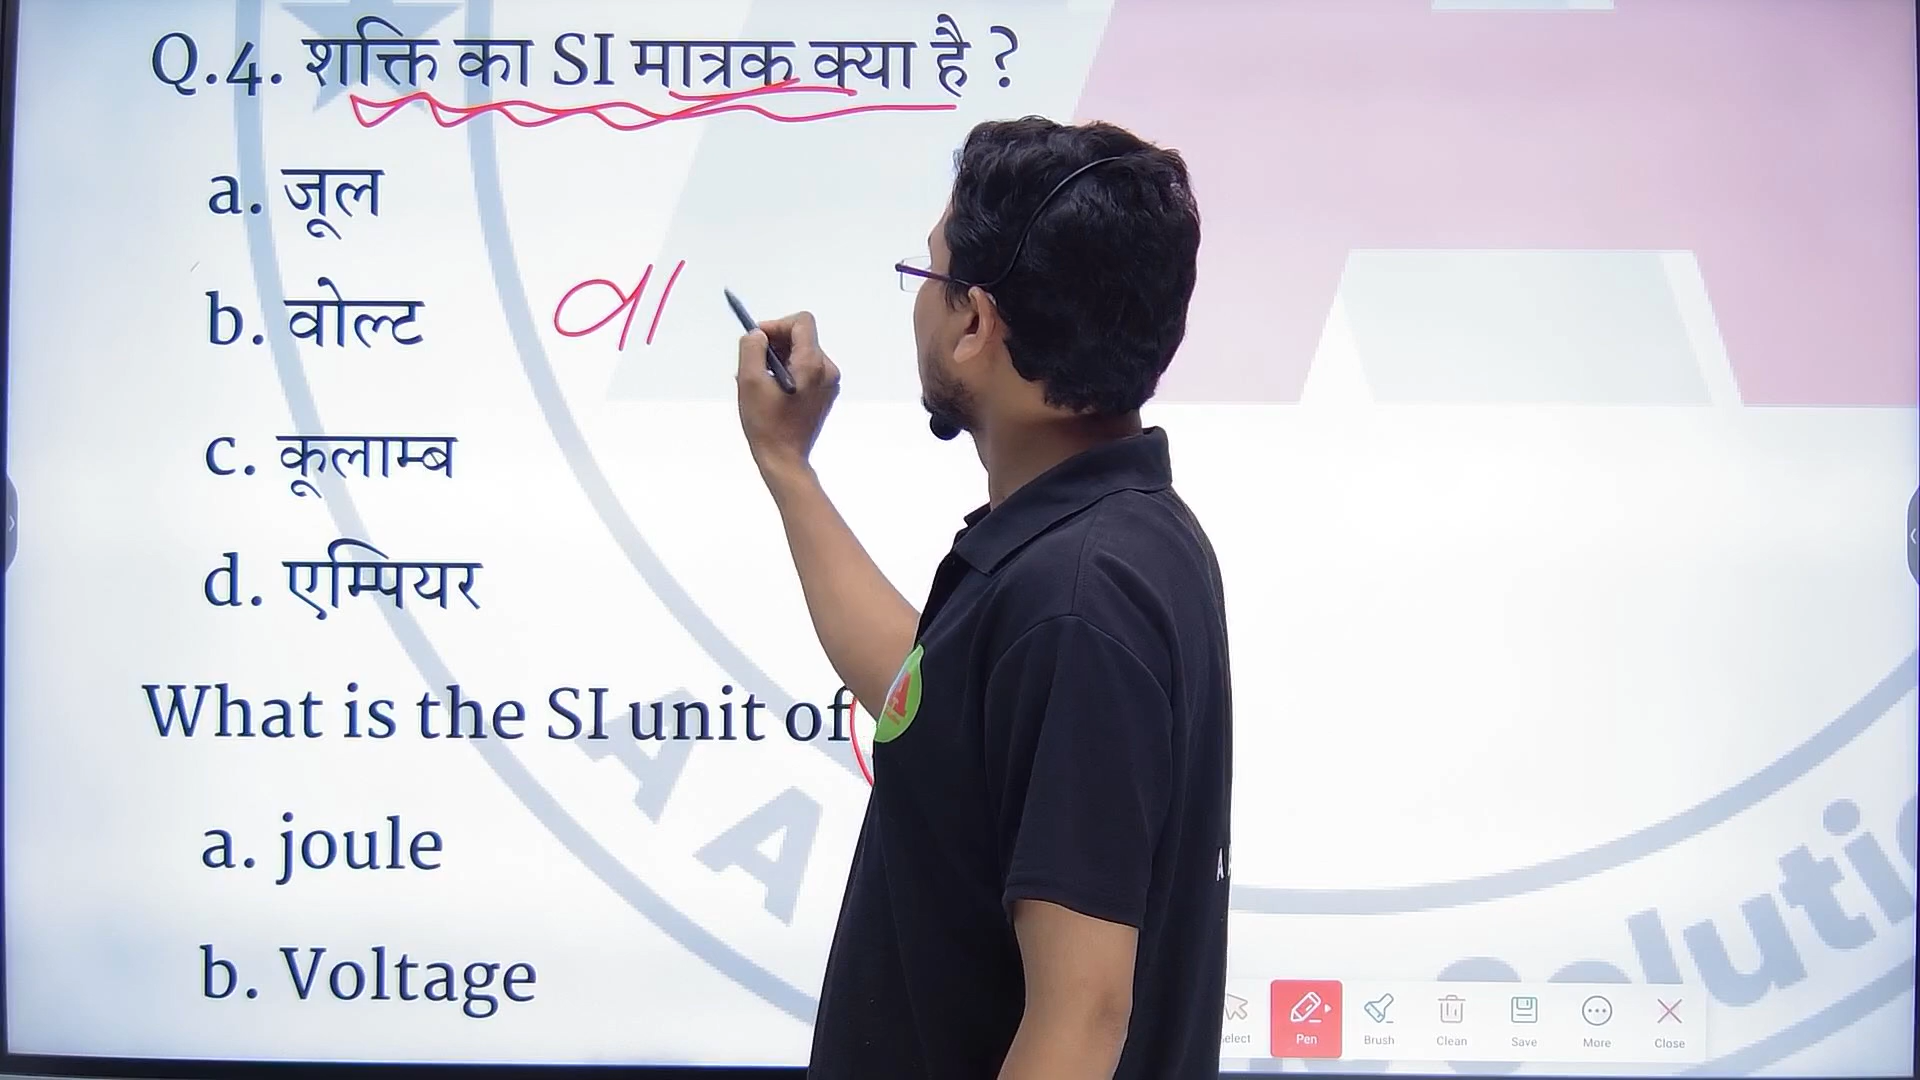 Q.4. शक्ति का SI मात्रक क्या है ?
a. जूल
b. वोल्ट
वा
c. कूलाम्ब
d. एम्पियर
What is the SI unit of
a. joule
b. Voltage
Pen
Brush
Clean
Save
More
Close